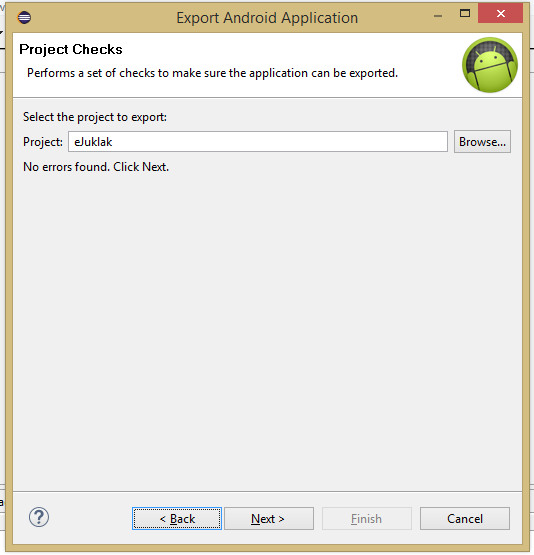 Export Android Application
Project Checks
Performs a set of checks to make sure the application can be exported.
Select the project to export:
Project: eJuklak Browse...
No errors found. Click Next.
? < Back Next > Finish Cancel